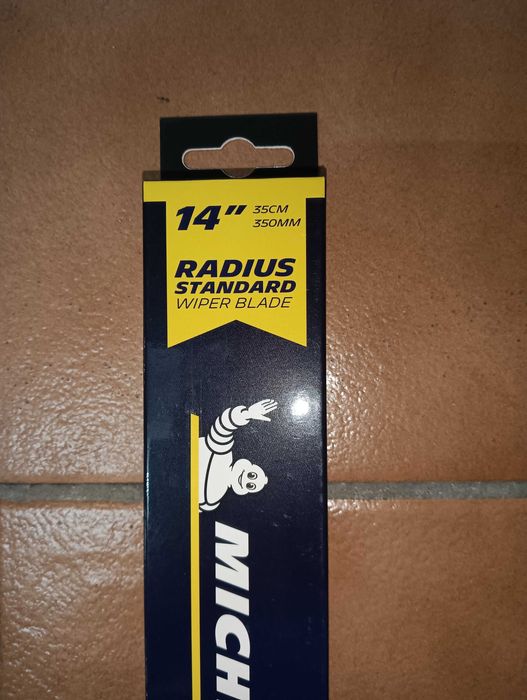 14" 35CM
350MM
RADIUS
STANDARD
WIPER BLADE
MICH